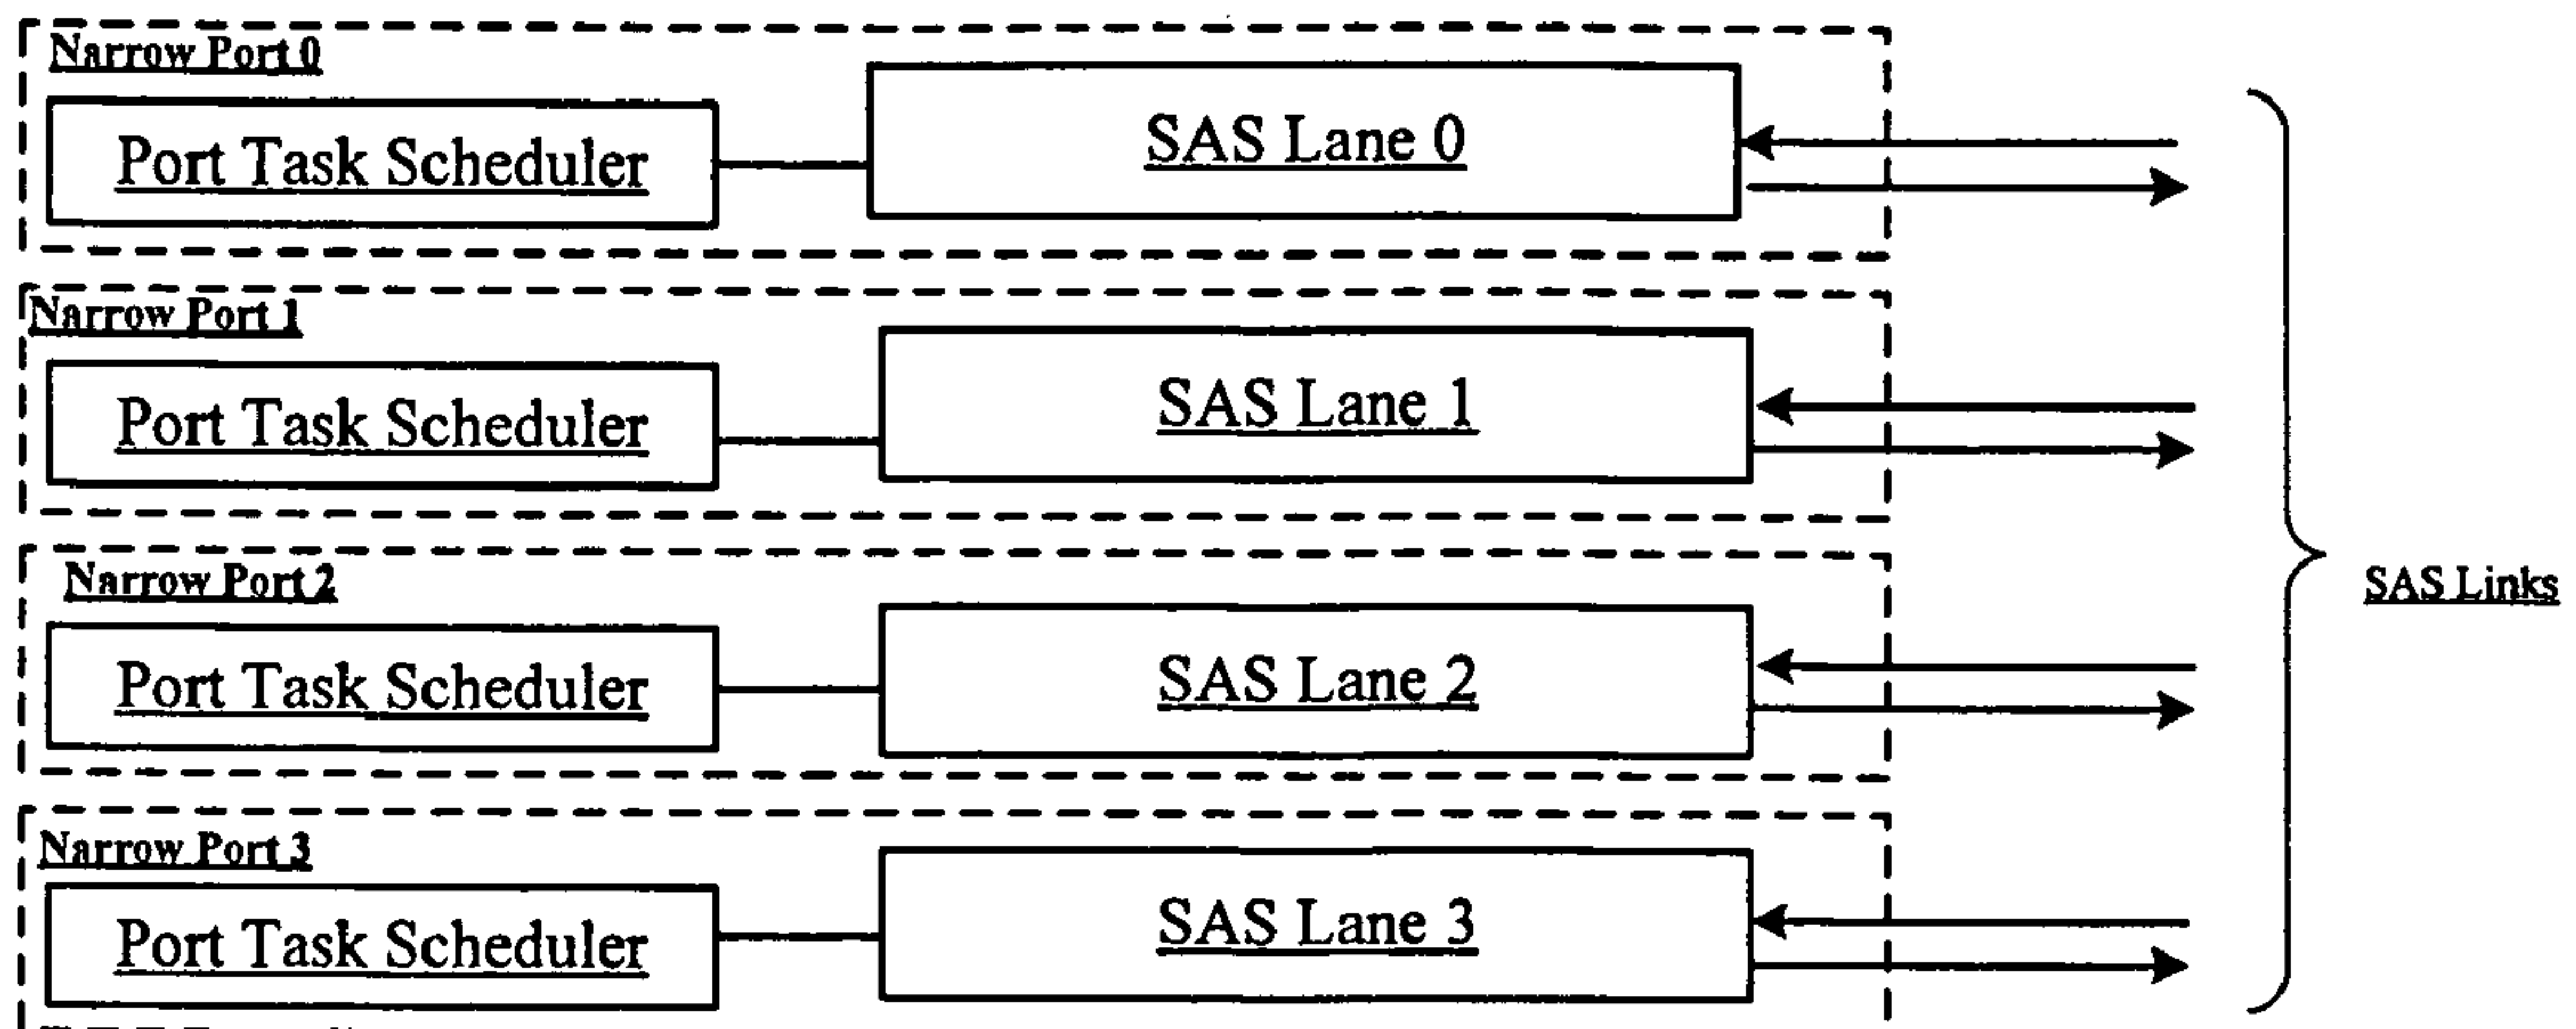 Narrow Port 0
Port Task Scheduler
SAS Lane 0
Narrow Port 1
Port Task Scheduler
SAS Lane 1
Narrow Port 2
Port Task Scheduler
SAS Lane 2
SAS Links
Narrow Port 3
Port Task Scheduler
SAS Lane 3